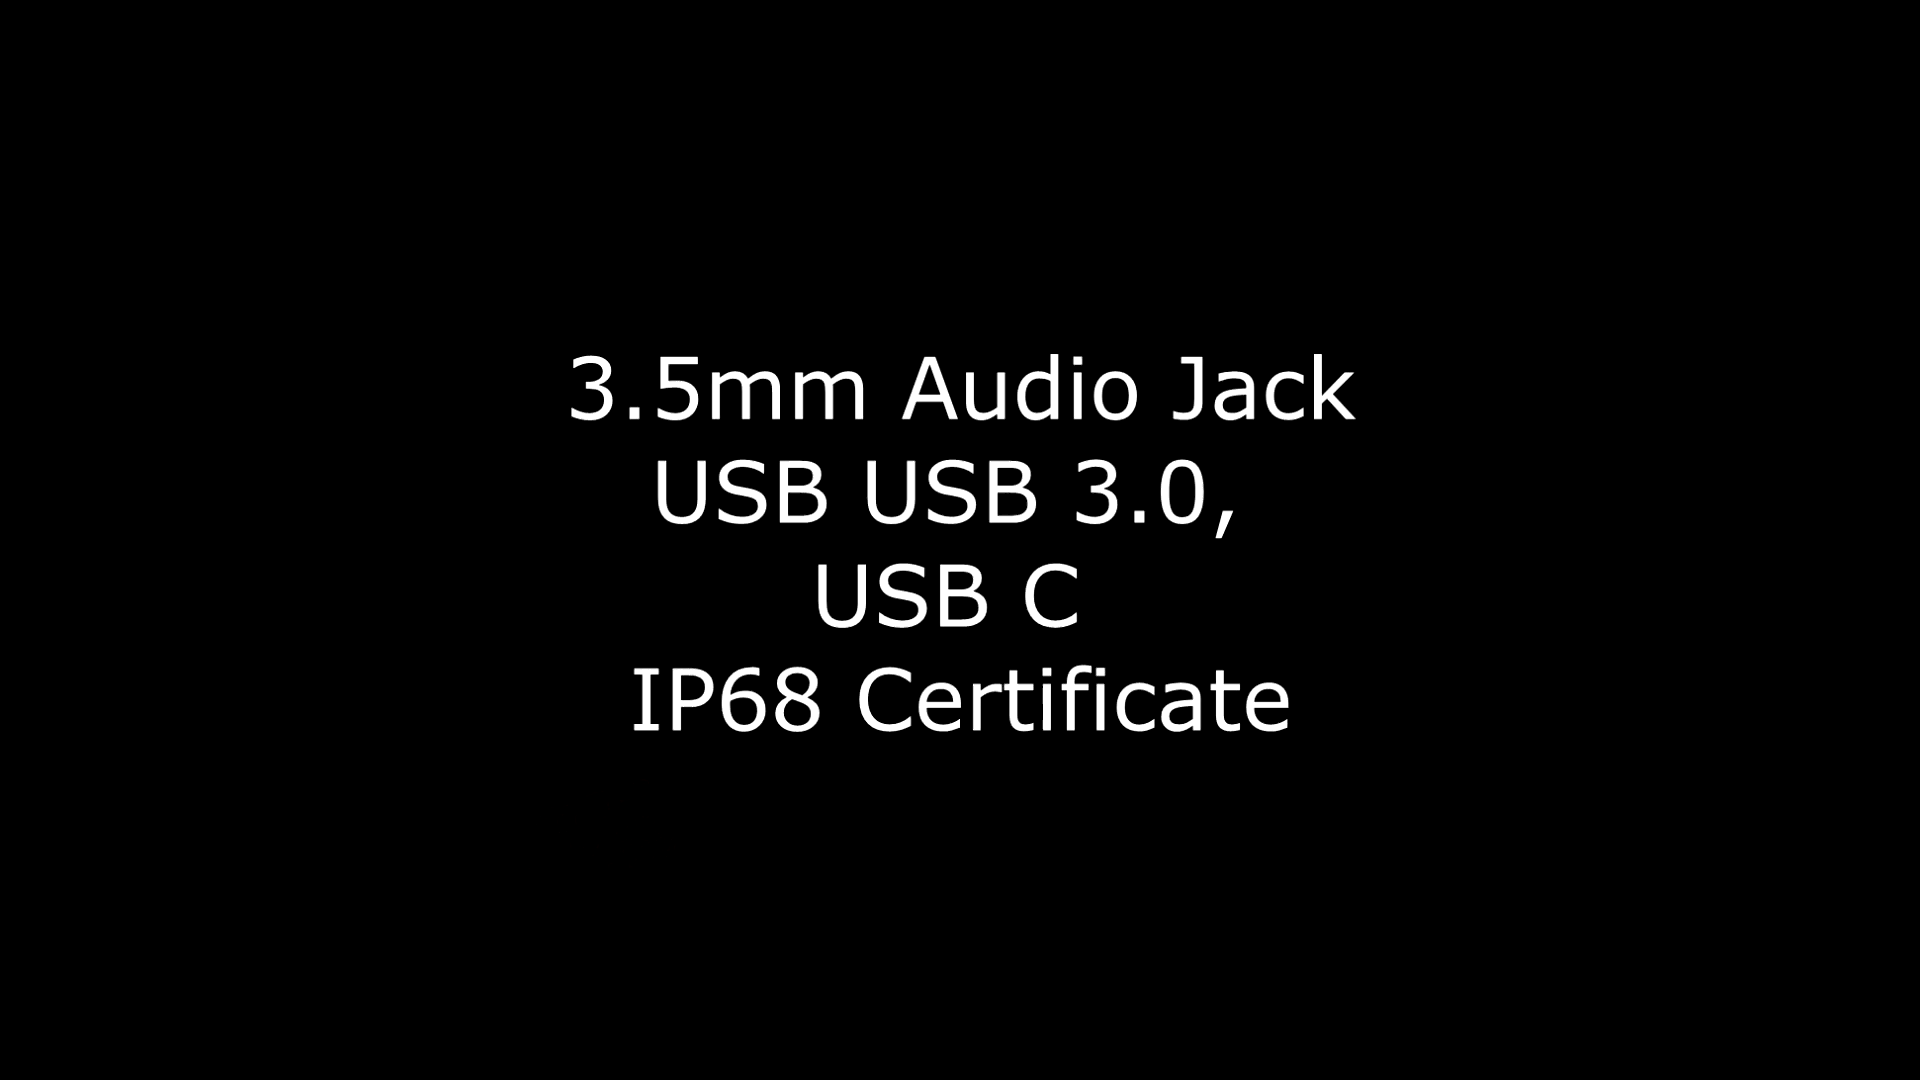 3.5mm Audio Jack
USB USB 3.0,
USB C
IP68 Certificate